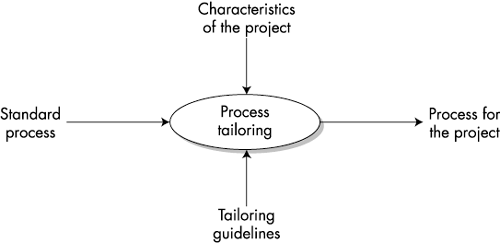 Characteristics
of the project
Standard
process
Process
tailoring
Process for
the project
Tailoring
guidelines